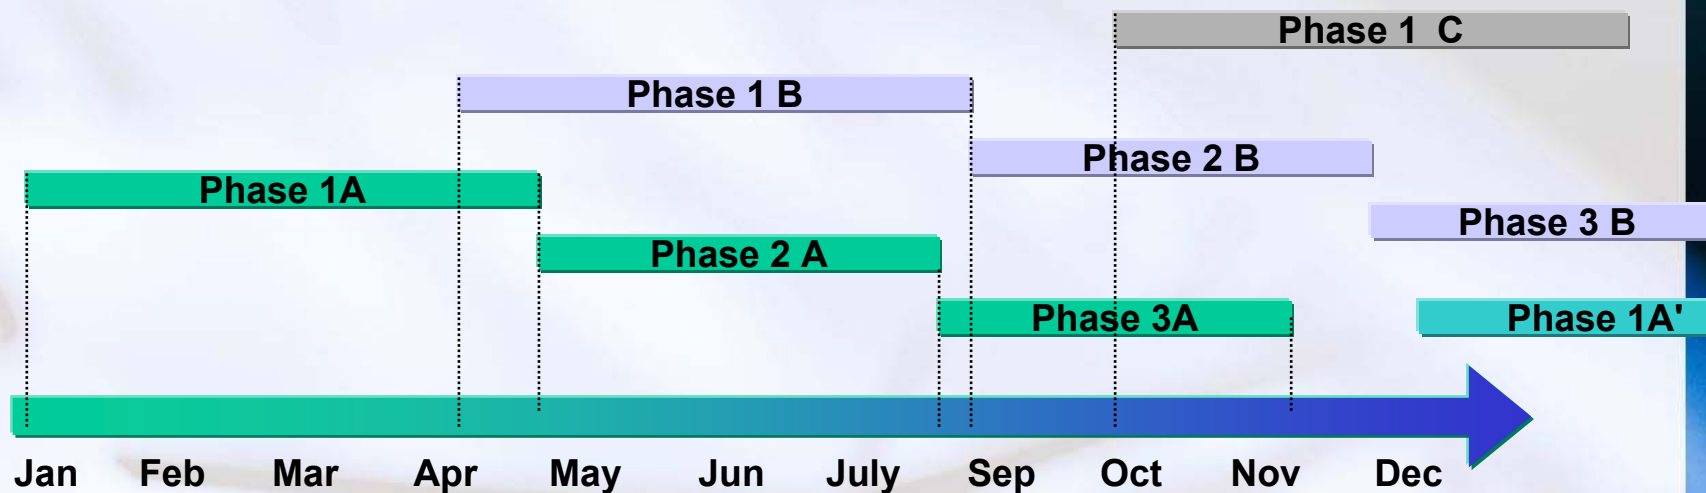 Phase 1  C
Phase 1 B
Phase 2 B
Phase 1A
Phase 3 B
Phase 2 A
Phase 3A
Phase 1A'
Jan Feb Mar Apr May Jun July Sep Oct Nov Dec